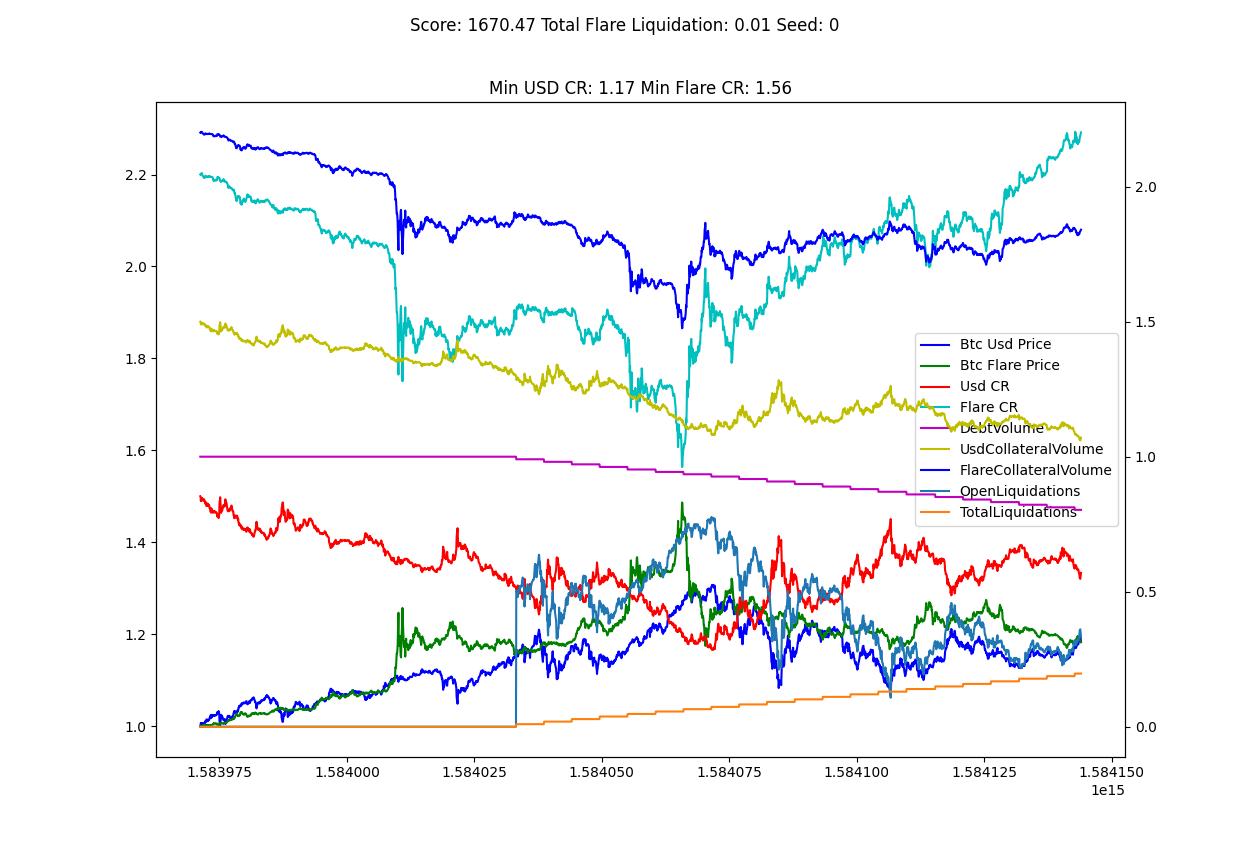 Score: 1670.47 Total Flare Liquidation: 0.01 Seed: 0
Min USD CR: 1.17 Min Flare CR: 1.56
2.2
2.0
1.8
1.6
1.4
1.2
1.0
2.0
1.5
1.0
0.5
0.0
Btc Usd Price
Btc Flare Price
Usd CR
Flare CR
DebtVolume
UsdCollateralVolume
FlareCollateralVolume
OpenLiquidations
TotalLiquidations
1.583975 1.584000 1.584025 1.584050 1.584075 1.584100 1.584125 1.584150
1e15